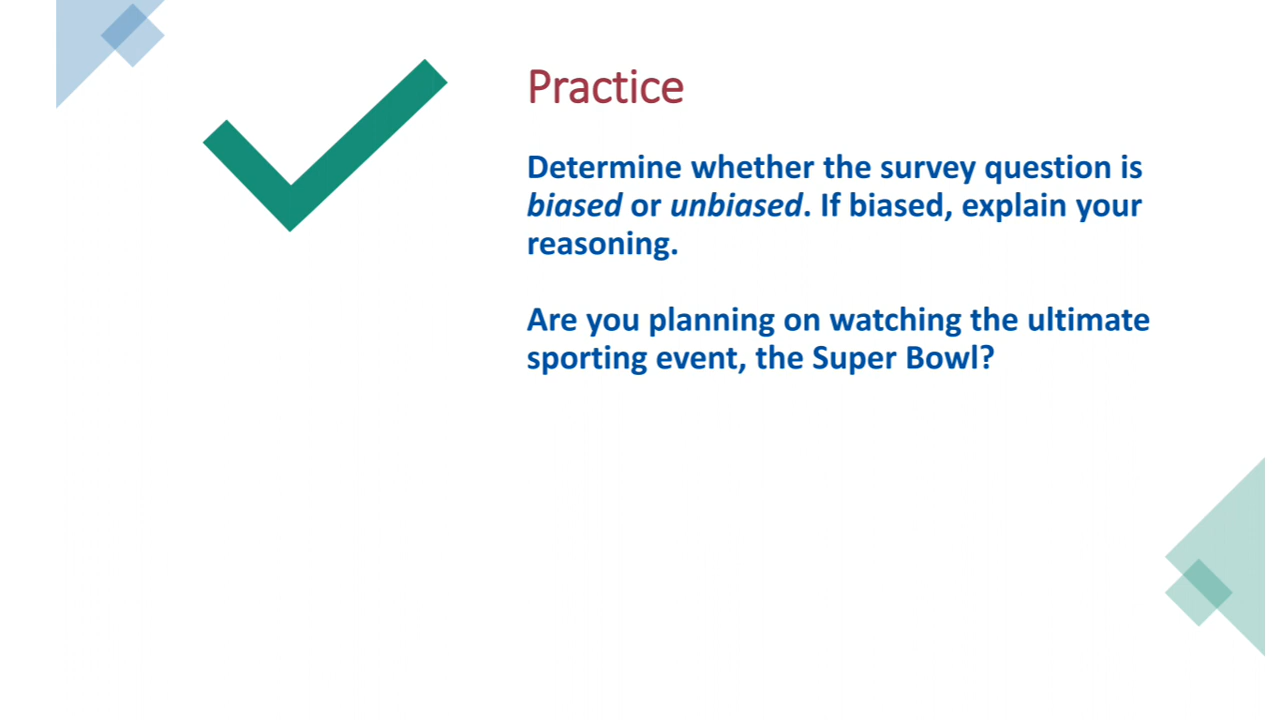 Practice
Determine whether the survey question is
biased or unbiased. If biased, explain your
reasoning.
Are you planning on watching the ultimate
sporting event, the Super Bowl?